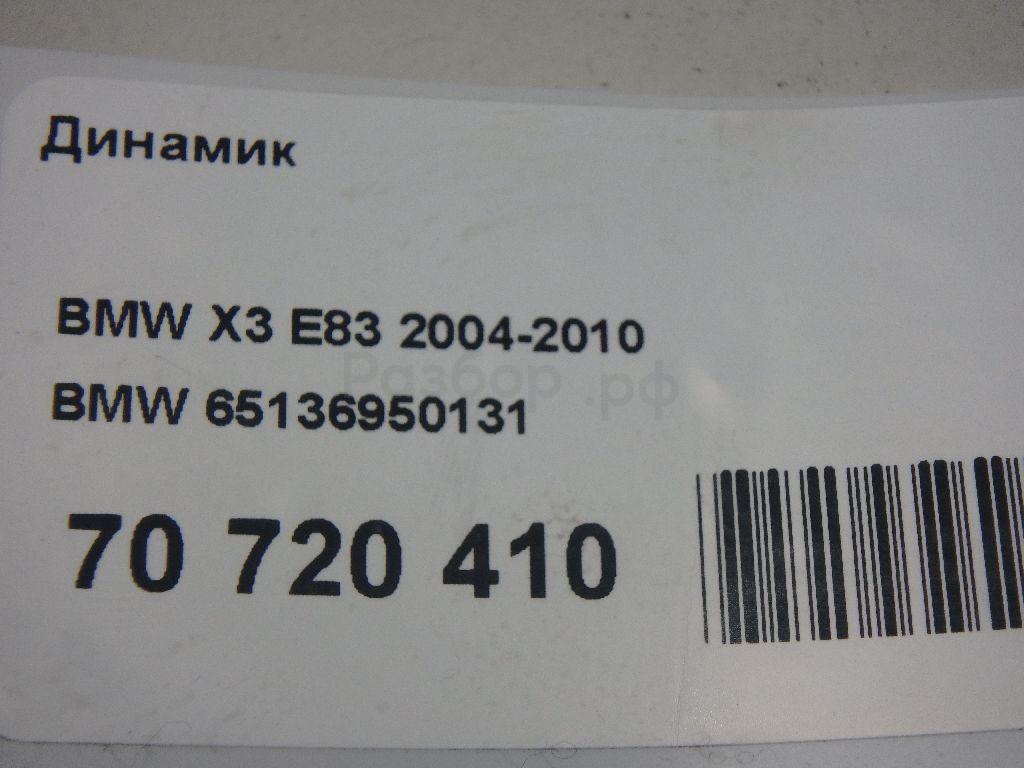 Динамик
BMW X3 E83 2004-2010
Разбор.рф
BMW 65136950131
70 720 410